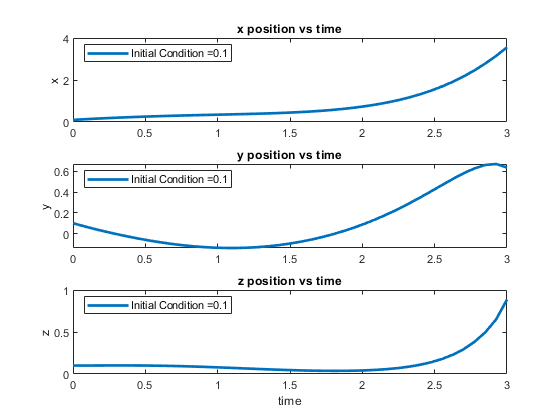 x position vs time
4
Initial Condition =0.1
x
2
0
0 0.5 1 1.5 2 2.5 3
y position vs time
0.6
Initial Condition =0.1
0.4
y
0.2
0
0 0.5 1 1.5 2 2.5 3
z position vs time
1
Initial Condition =0.1
z
0.5
0
0 0.5 1 1.5 2 2.5 3
time